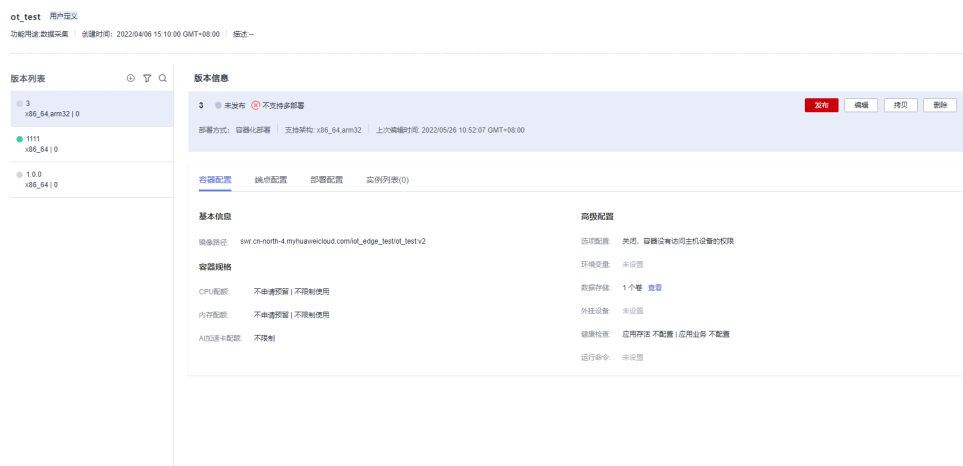 ot_test 用户定义
功能用途:数据采集 创建时间: 2022/04/06 15:10:00 GMT+08:00 描述:--
版本列表
3
x86_64,arm32 | 0
1111
x86_64 | 0
1.0.0
x86_64 | 0
版本信息
3 未发布 不支持多部署
发布 编辑 拷贝 删除
部署方式: 容器化部署 支持架构: x86_64,arm32 上次编辑时间: 2022/05/26 10:52:07 GMT+08:00
容器配置 端点配置 部署配置 实例列表(0)
基本信息
镜像路径: swr.cn-north-4.myhuaweicloud.com/iot_edge_test/ot_test:v2
容器规格
CPU配额: 不申请预留 | 不限制使用
内存配额: 不申请预留 | 不限制使用
AI加速卡配额: 不限制
高级配置
选项配置: 关闭，容器没有访问主机设备的权限
环境变量: 未设置
数据存储: 1 个卷 查看
外挂设备: 未设置
健康检查: 应用存活 不配置 | 应用业务 不配置
运行命令: 未设置